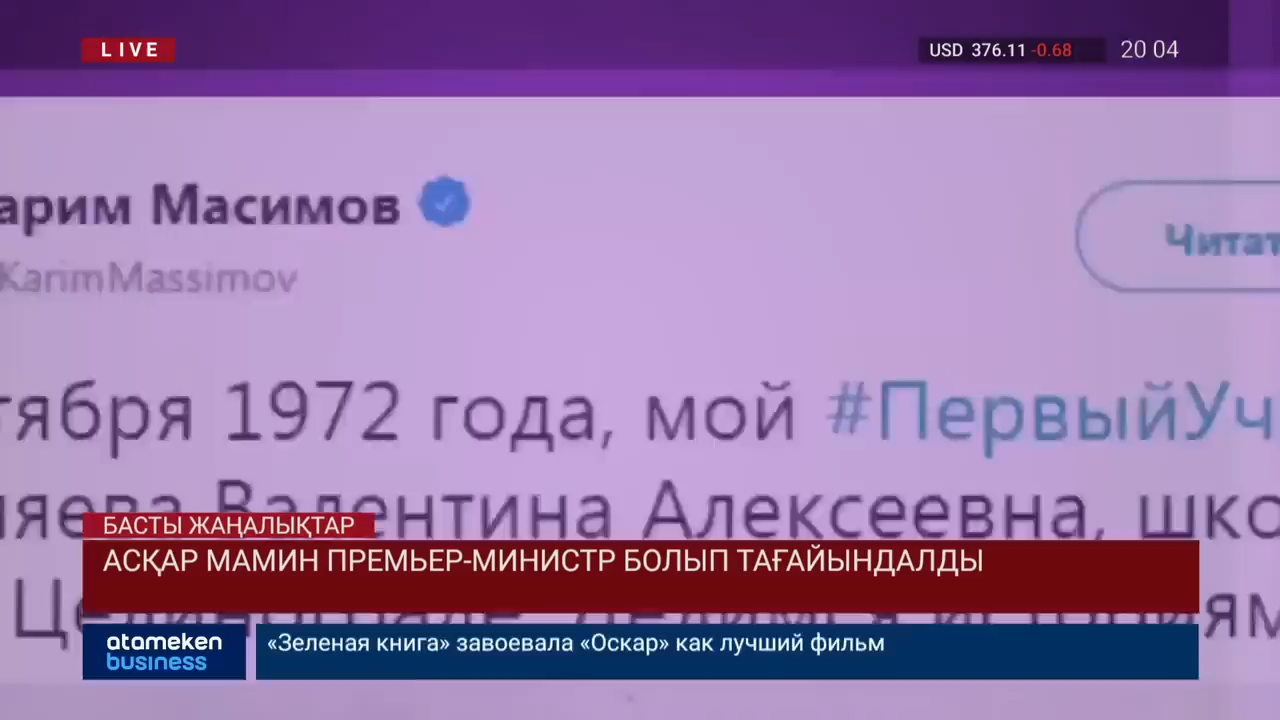 LIVE
USD 376.11 -0.68
20 04
арим Масимов
KarimMassimov
Читат
тября 1972 года, мой #ПервыйУч
Валентина Алексеевна, шко
БАСТЫ ЖАҢАЛЫҚТАР
АСҚАР МАМИН ПРЕМЬЕР-МИНИСТР БОЛЫП ТАҒАЙЫНДАЛДЫ
atameken
business
«Зеленая книга» завоевала «Оскар» как лучший фильм